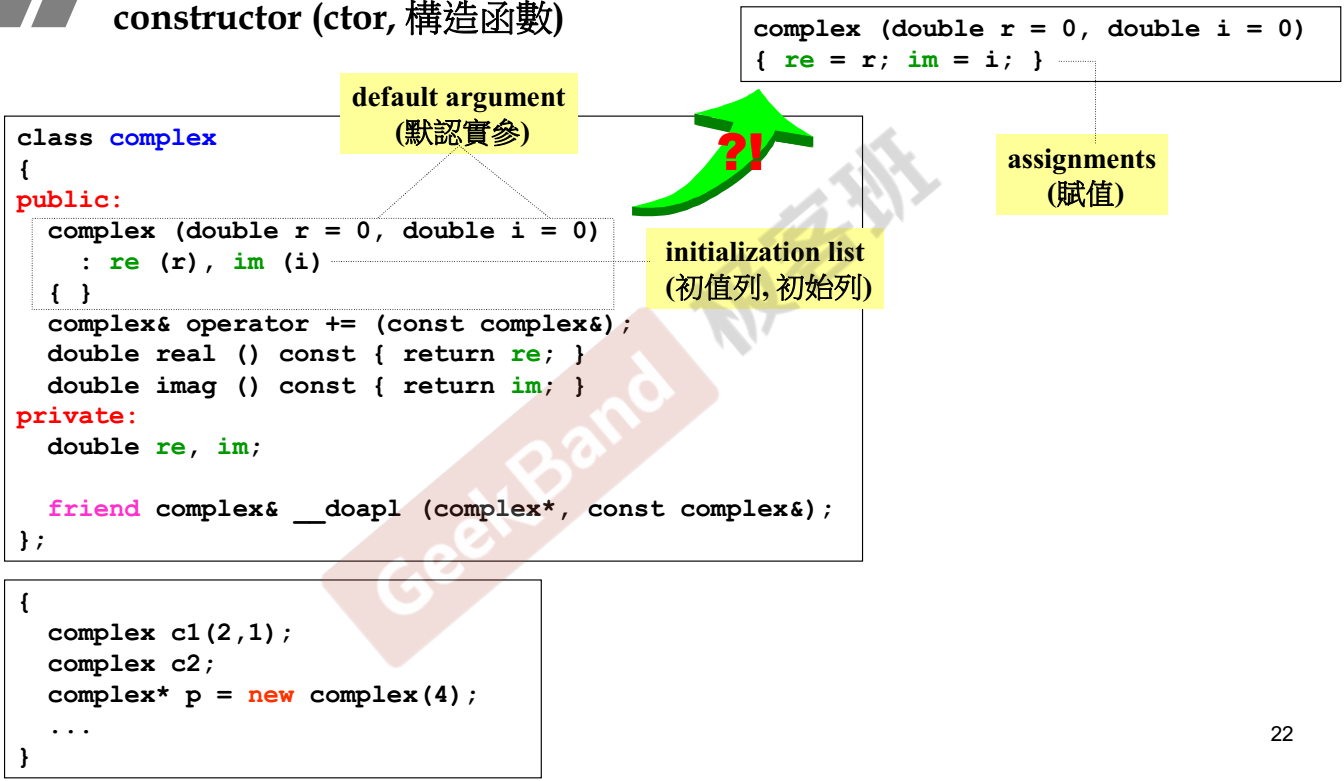 constructor (ctor, 構造函數)
complex (double r = 0, double i = 0)
{ re = r; im = i; }
assignments
(賦值)
default argument
(默認實參)
?!
initialization list
(初值列, 初始列)
class complex
{
public:
complex (double r = 0, double i = 0)
: re (r), im (i)
{ }
complex& operator += (const complex&);
double real () const { return re; }
double imag () const { return im; }
private:
double re, im;
friend complex& __doapl (complex*, const complex&);
};
{
complex c1(2,1);
complex c2;
complex* p = new complex(4);
...
}
GeekBand 极客班
22